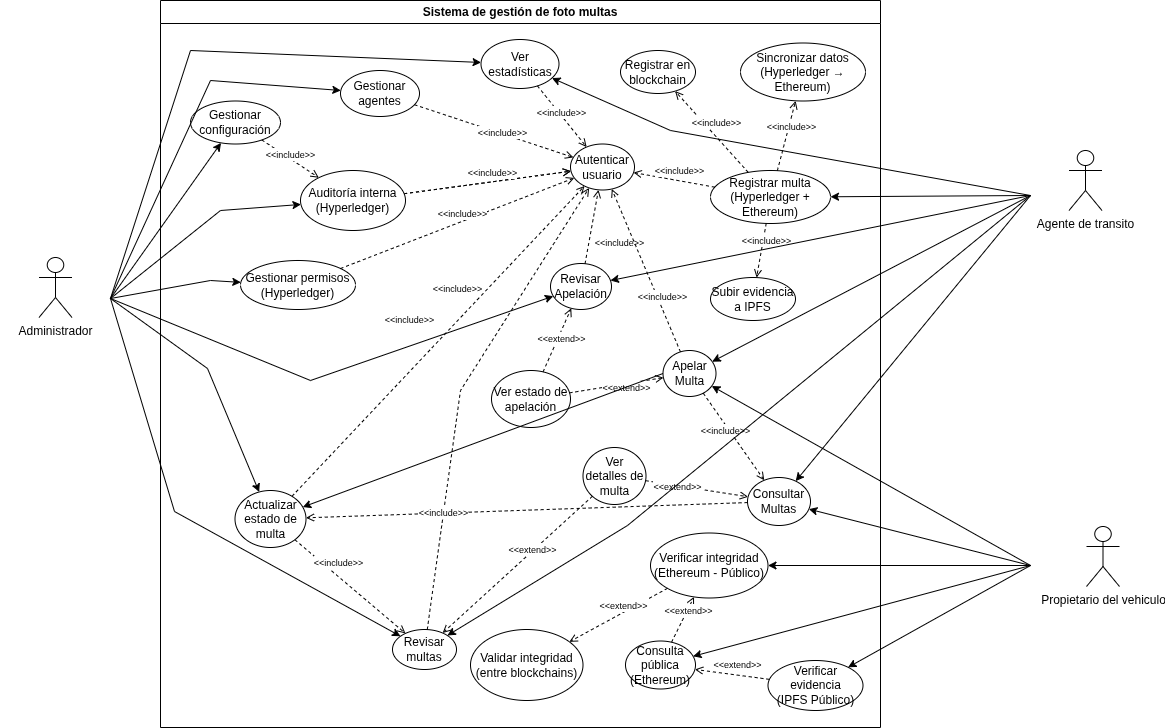 Sistema de gestión de foto multas
Ver
estadísticas
Registrar en
blockchain
Sincronizar datos
(Hyperledger →
Ethereum)
Gestionar
agentes
Gestionar
configuración
<<include>>
<<include>>
<<include>>
<<include>>
<<include>>
Autenticar
usuario
<<include>>
<<include>>
Auditoría interna
(Hyperledger)
Registrar multa
(Hyperledger +
Ethereum)
Agente de transito
<<include>>
<<include>>
<<include>>
Gestionar permisos
(Hyperledger)
Revisar
Apelación
Subir evidencia
a IPFS
<<include>>
<<include>>
Administrador
<<include>>
<<extend>>
Apelar
Multa
Ver estado de
apelación
<<extend>>
<<include>>
Ver
detalles de
multa
<<extend>>
Consultar
Multas
Actualizar
estado de
multa
<<include>>
<<extend>>
<<include>>
Verificar integridad
(Ethereum - Público)
Propietario del vehiculo
<<extend>>
<<extend>>
Revisar
multas
Validar integridad
(entre blockchains)
Consulta
pública
(Ethereum)
<<extend>>
Verificar
evidencia
(IPFS Público)